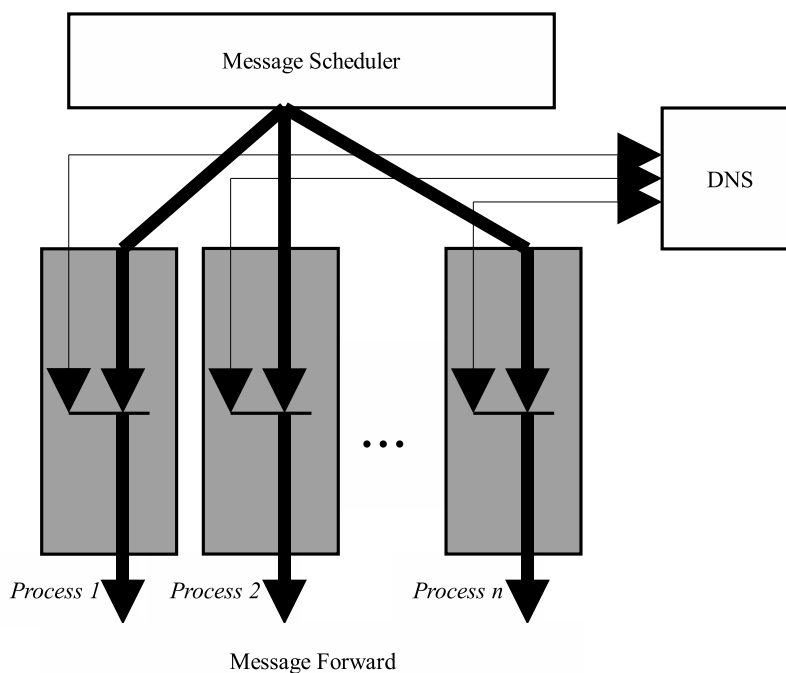 Message Scheduler
DNS
...
Process 1
Process 2
Process n
Message Forward